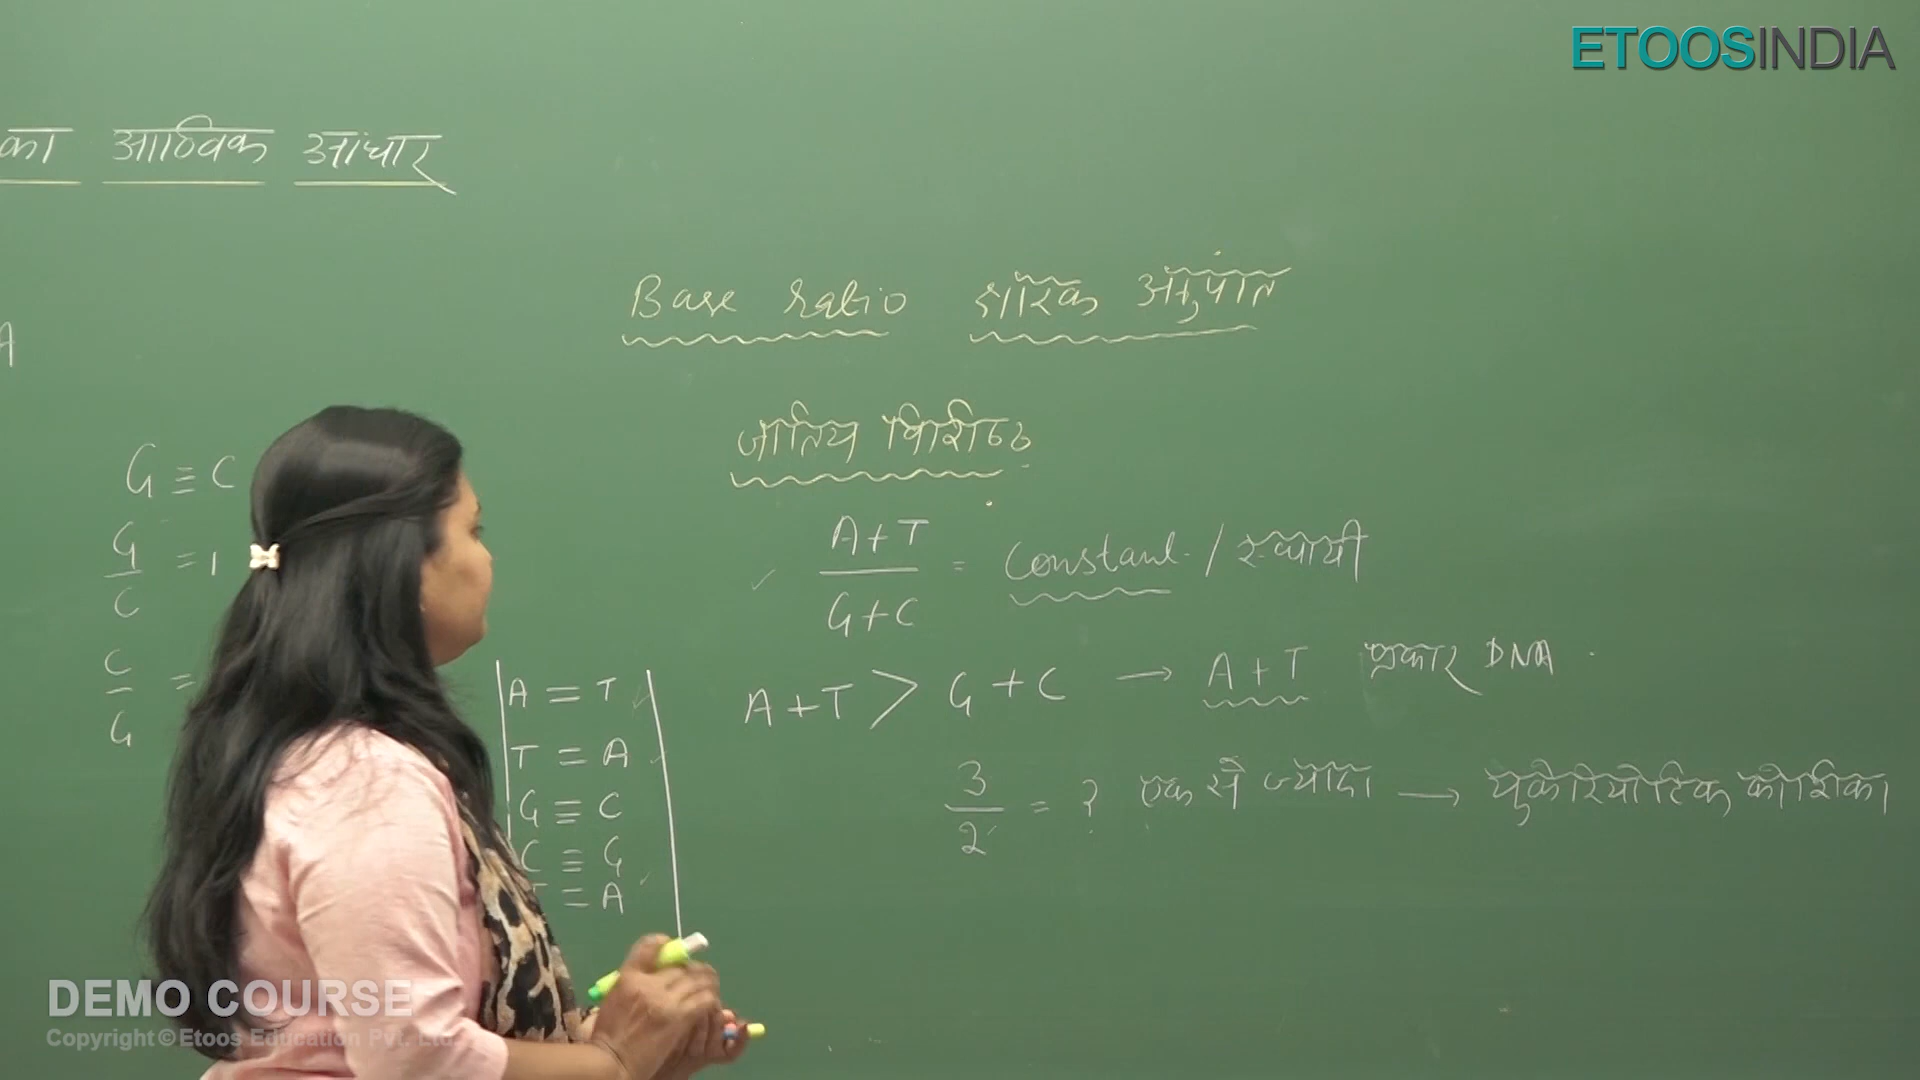 ETOOSINDIA
का आण्विक आधार
Base ratio क्षारिक अनुपात
A
जातिय विशिष्ट
G ≡ C
G/C = 1
C/G =
A+T/G+C = Constant / स्थायी
A = T
T = A
G ≡ C
C ≡ G
= A
A+T > G+C → A+T प्रकार DNA
3/2 = ? एक से ज्यादा → युकेरियोटिक कोशिका
DEMO COURSE
Copyright © Etoos Education Pvt. Ltd.